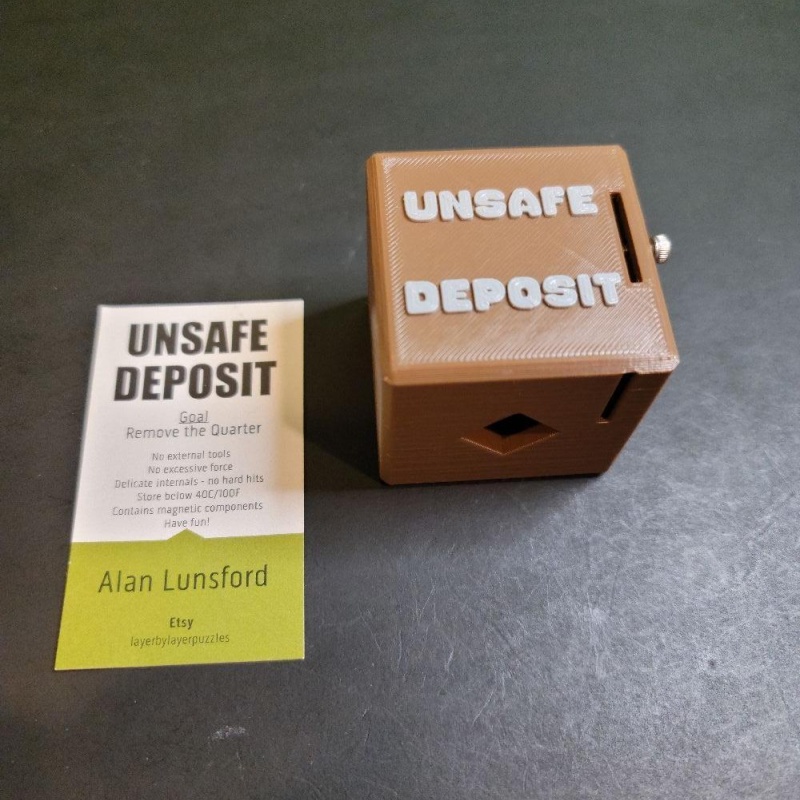 UNSAFE
DEPOSIT
Goal
Remove the Quarter
No external tools
No excessive force
Delicate internals - no hard hits
Store below 40C/100F
Contains magnetic components
Have fun!
Alan Lunsford
Etsy
layerbylayerpuzzles
UNSAFE
DEPOSIT